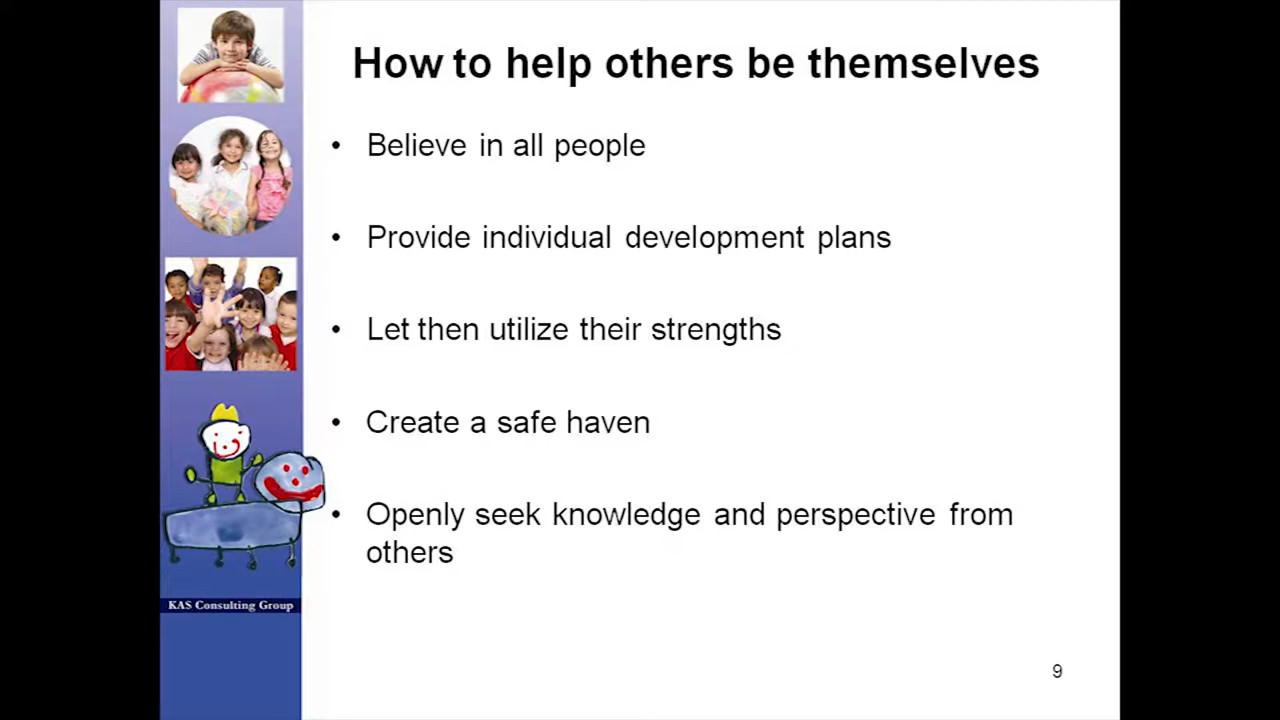 How to help others be themselves
• Believe in all people
• Provide individual development plans
• Let then utilize their strengths
• Create a safe haven
• Openly seek knowledge and perspective from
others
KAS Consulting Group
9